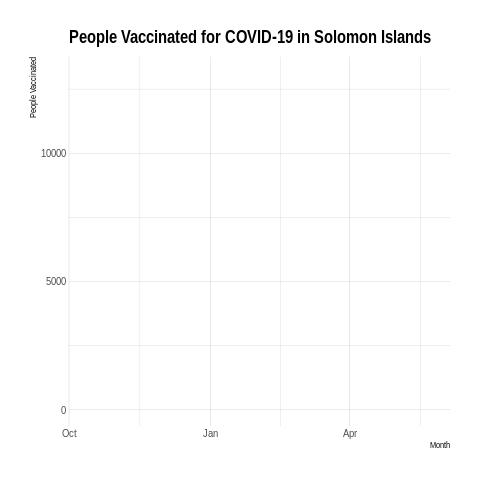 People Vaccinated for COVID-19 in Solomon Islands
People Vaccinated
10000
5000
0
Oct Jan Apr
Month